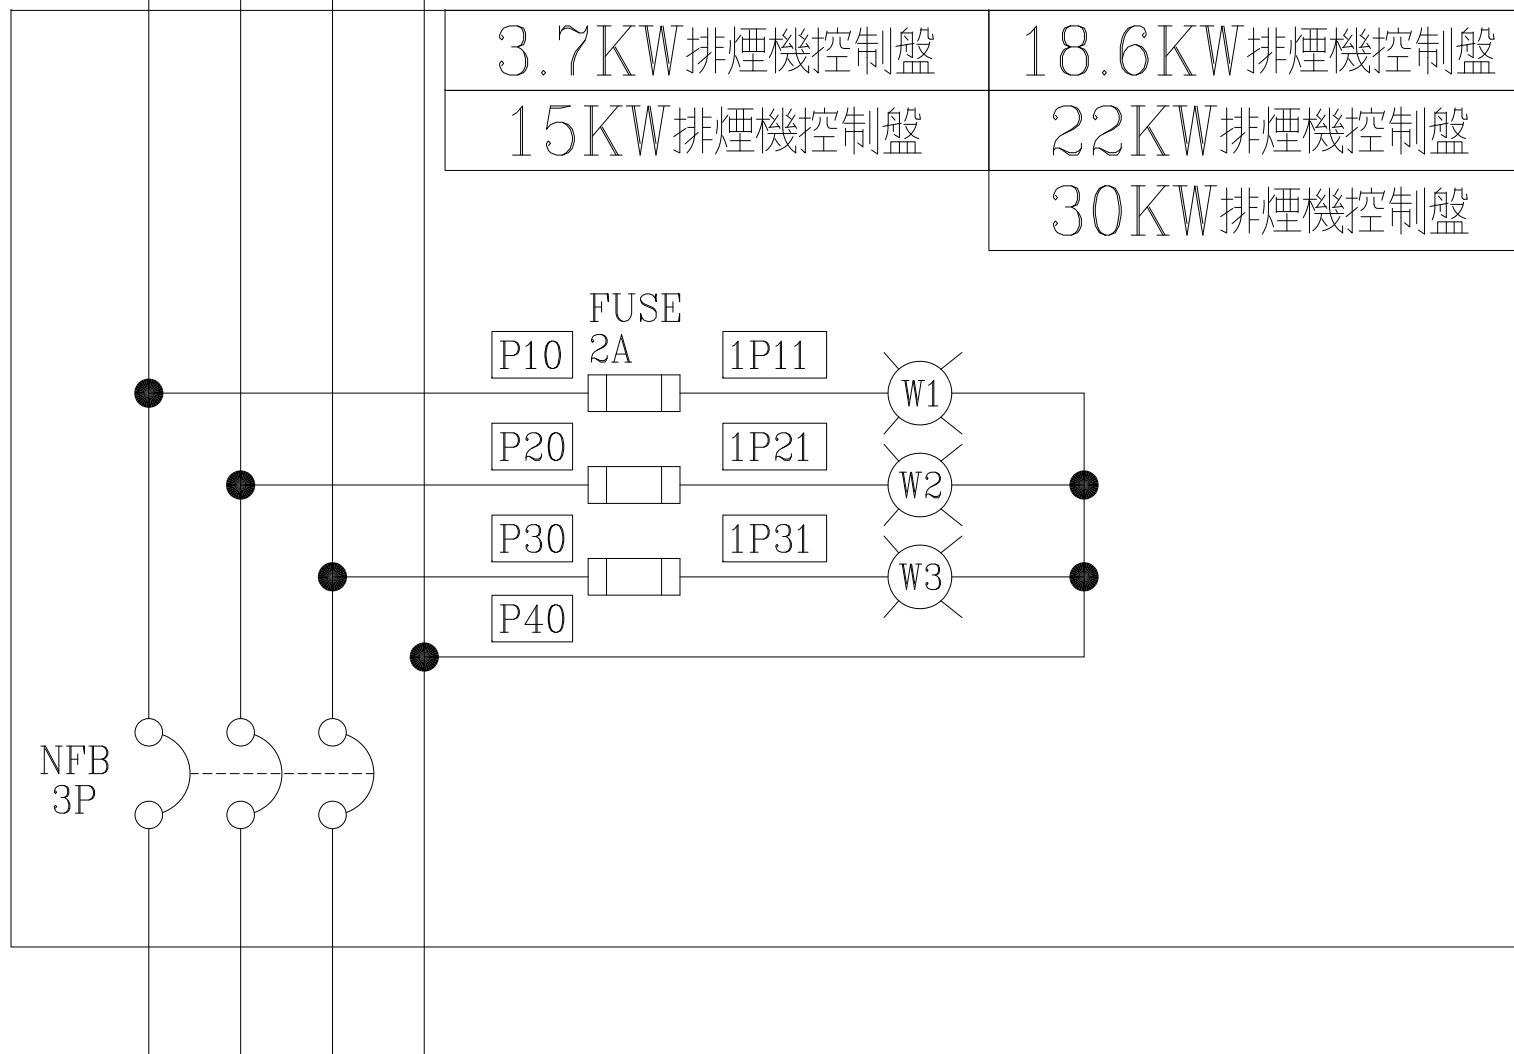 3.7KW排煙機控制盤
18.6KW排煙機控制盤
15KW排煙機控制盤
22KW排煙機控制盤
30KW排煙機控制盤
FUSE
2A
P10
1P11
W1
P20
1P21
W2
P30
1P31
W3
P40
NFB
3P